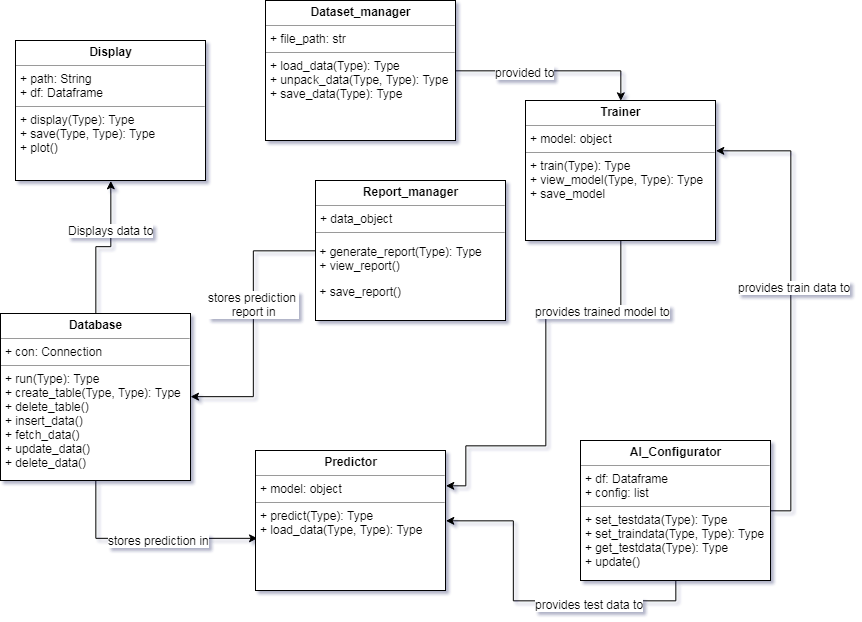 Dataset_manager
+ file_path: str
+ load_data(Type): Type
+ unpack_data(Type, Type): Type
+ save_data(Type): Type
Display
+ path: String
+ df: Dataframe
+ display(Type): Type
+ save(Type, Type): Type
+ plot()
provided to
Trainer
+ model: object
+ train(Type): Type
+ view_model(Type, Type): Type
+ save_model
Report_manager
+ data_object
+ generate_report(Type): Type
+ view_report()
+ save_report()
Displays data to
stores prediction
report in
provides train data to
provides trained model to
Database
+ con: Connection
+ run(Type): Type
+ create_table(Type, Type): Type
+ delete_table()
+ insert_data()
+ fetch_data()
+ update_data()
+ delete_data()
Predictor
+ model: object
+ predict(Type): Type
+ load_data(Type, Type): Type
AI_Configurator
+ df: Dataframe
+ config: list
+ set_testdata(Type): Type
+ set_traindata(Type, Type): Type
+ get_testdata(Type): Type
+ update()
stores prediction in
provides test data to